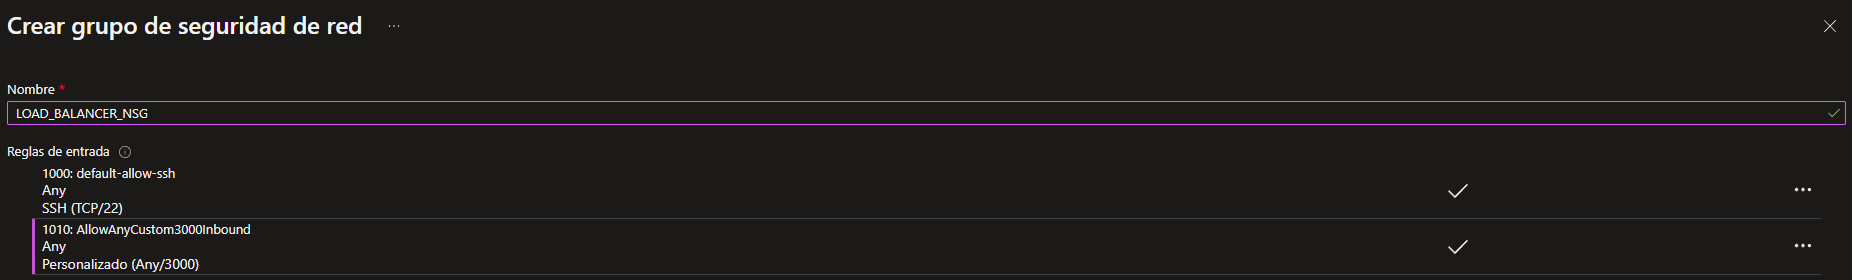 Crear grupo de seguridad de red ...
Nombre *
LOAD_BALANCER_NSG
Reglas de entrada
1000: default-allow-ssh
Any
SSH (TCP/22)
1010: AllowAnyCustom3000Inbound
Any
Personalizado (Any/3000)